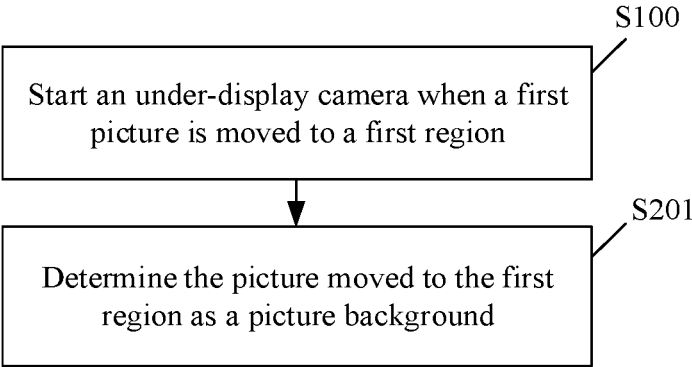 S100
Start an under-display camera when a first
picture is moved to a first region
S201
Determine the picture moved to the first
region as a picture background